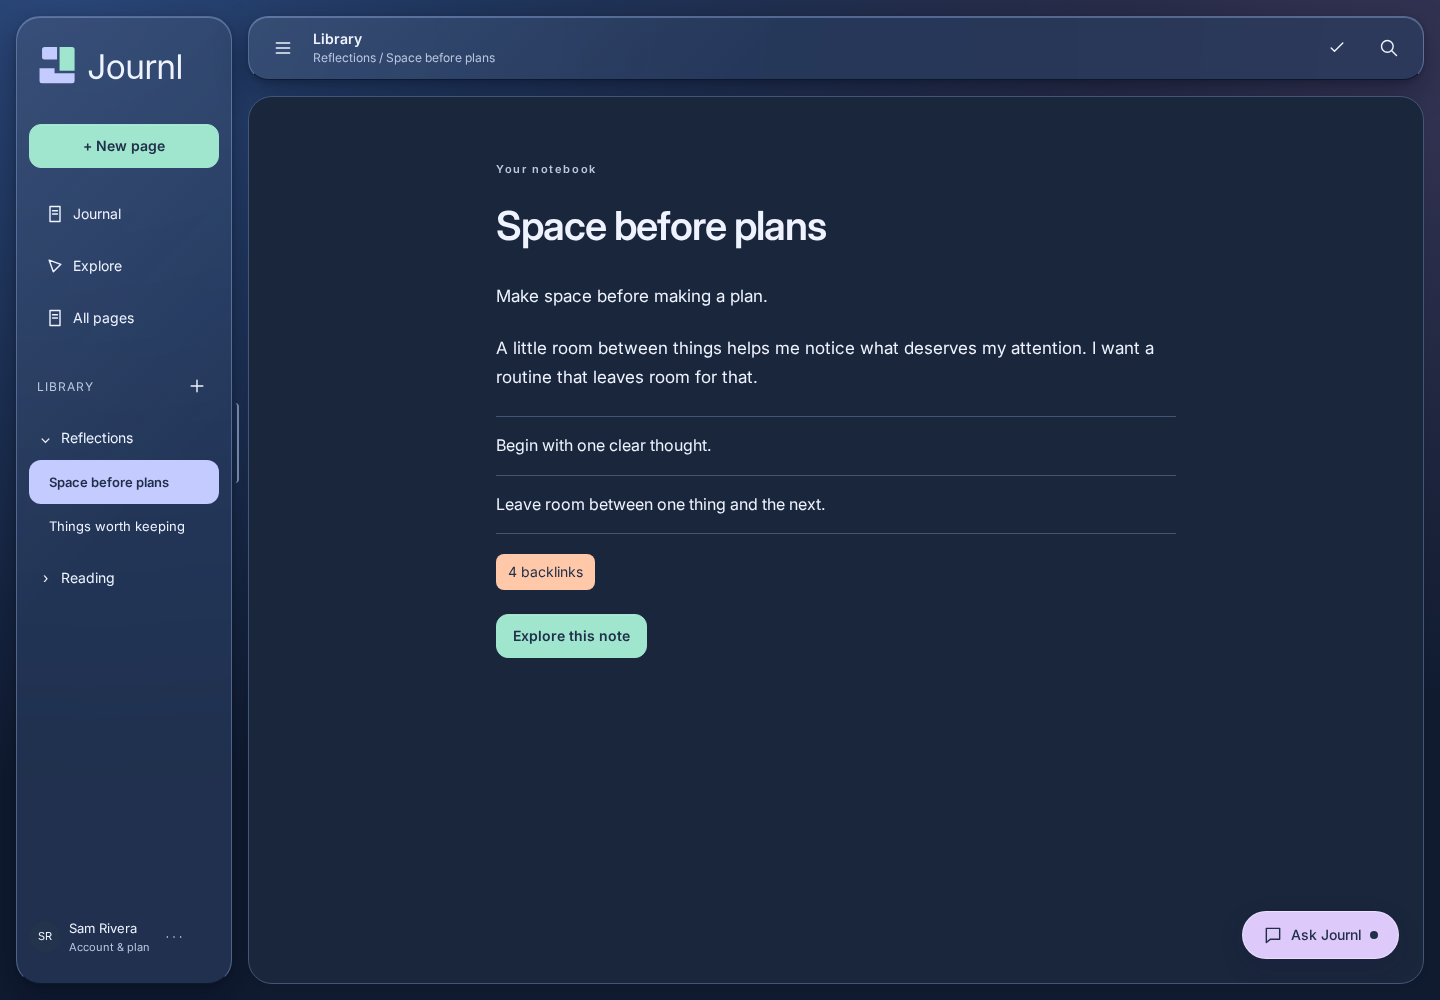 Journl
+ New page
Journal
Explore
All pages
LIBRARY
Reflections
Space before plans
Things worth keeping
Reading
SR
Sam Rivera
Account & plan
...
Library
Reflections / Space before plans
Your notebook
Space before plans
Make space before making a plan.
A little room between things helps me notice what deserves my attention. I want a
routine that leaves room for that.
Begin with one clear thought.
Leave room between one thing and the next.
4 backlinks
Explore this note
Ask Journl